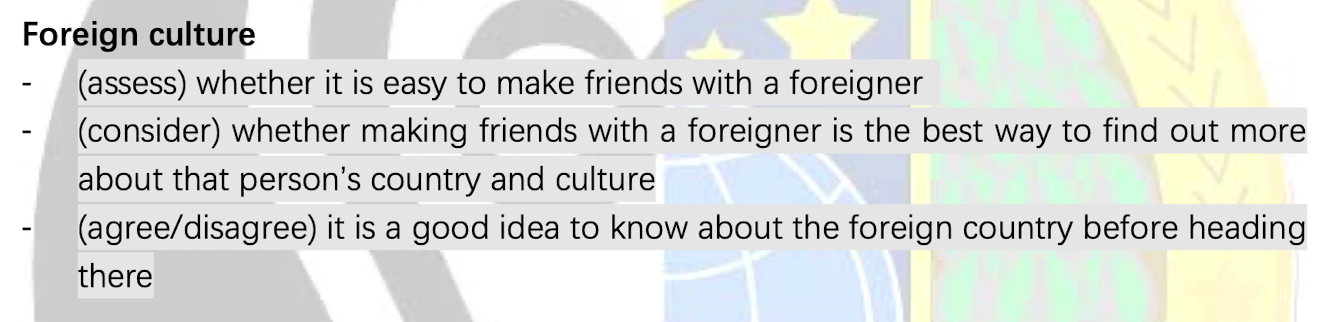 Foreign culture
- (assess) whether it is easy to make friends with a foreigner
- (consider) whether making friends with a foreigner is the best way to find out more
about that person’s country and culture
- (agree/disagree) it is a good idea to know about the foreign country before heading
there